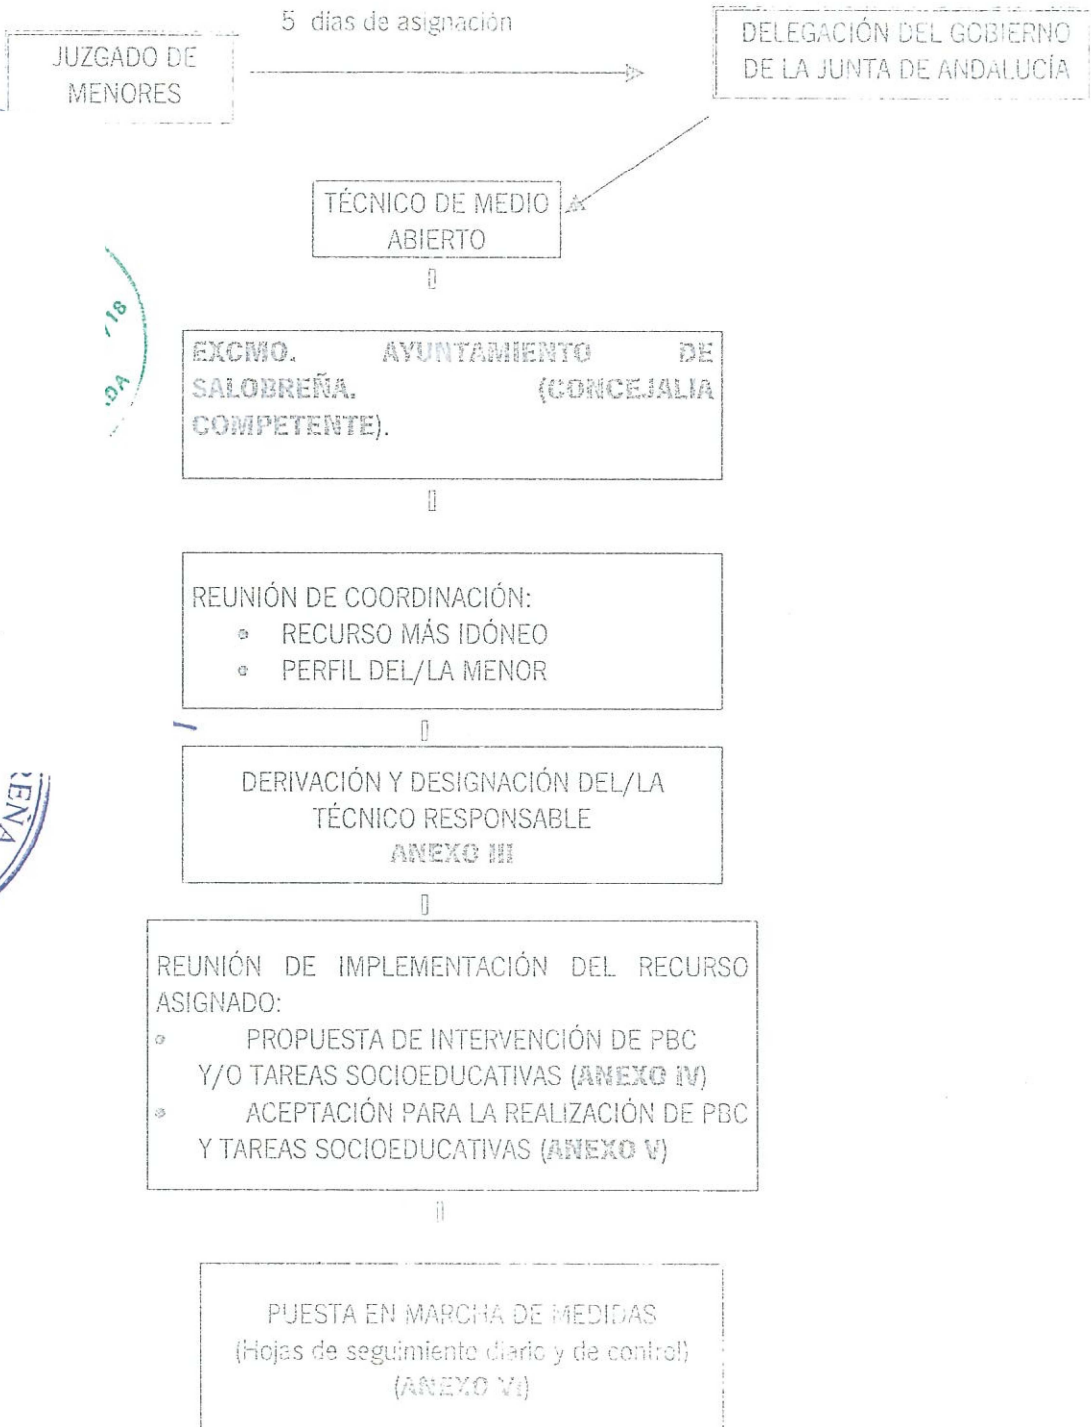 5 días de asignación
JUZGADO DE
MENORES
DELEGACIÓN DEL GOBIERNO
DE LA JUNTA DE ANDALUCÍA
TÉCNICO DE MEDIO
ABIERTO
EXCMO. AYUNTAMIENTO DE
SALOBREÑA. (CONCEJALIA
COMPETENTE).
REUNIÓN DE COORDINACIÓN:
• RECURSO MÁS IDÓNEO
• PERFIL DEL/LA MENOR
DERIVACIÓN Y DESIGNACIÓN DEL/LA
TÉCNICO RESPONSABLE
ANEXO III
REUNIÓN DE IMPLEMENTACIÓN DEL RECURSO
ASIGNADO:
• PROPUESTA DE INTERVENCIÓN DE PBC
Y/O TAREAS SOCIOEDUCATIVAS (ANEXO IV)
• ACEPTACIÓN PARA LA REALIZACIÓN DE PBC
Y TAREAS SOCIOEDUCATIVAS (ANEXO V)
PUESTA EN MARCHA DE MEDIDAS
(Hojas de seguimiento diario y de control)
(ANEXO VI)